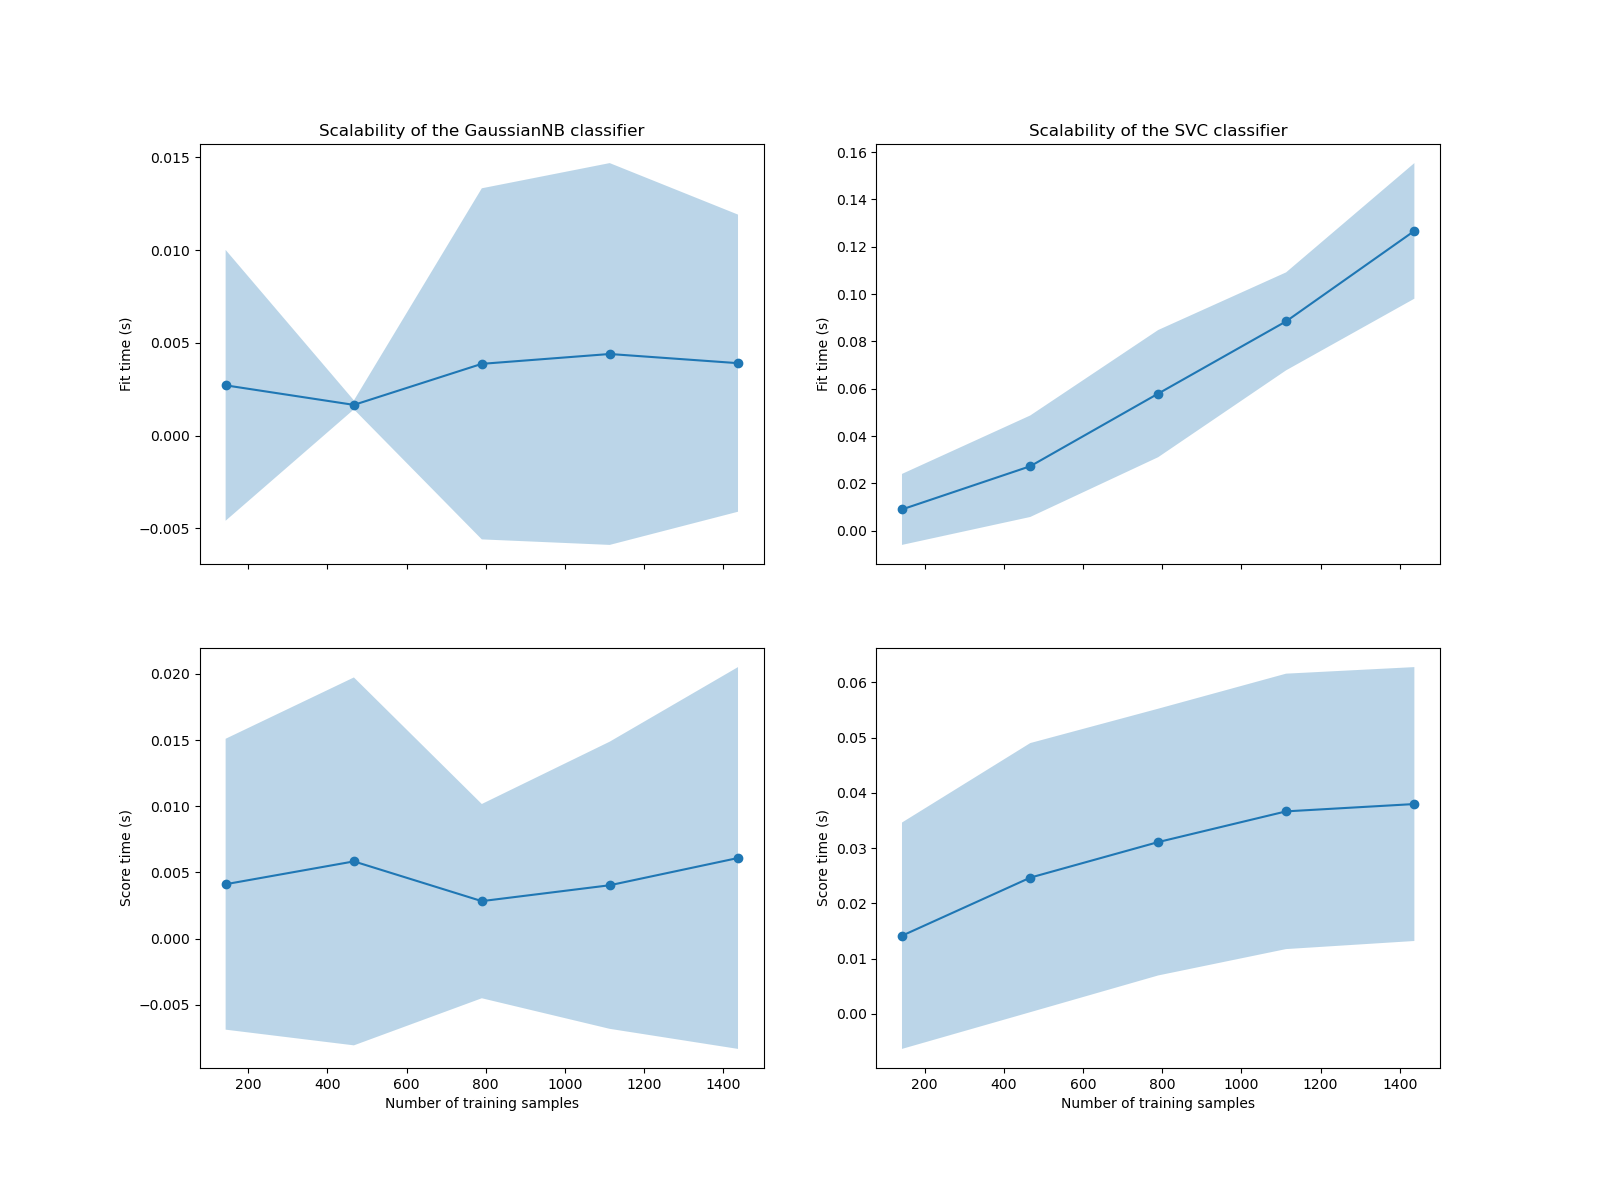 Scalability of the GaussianNB classifier
0.015
0.010
0.005
0.000
−0.005
Fit time (s)
Scalability of the SVC classifier
0.16
0.14
0.12
0.10
0.08
0.06
0.04
0.02
0.00
Fit time (s)
0.020
0.015
0.010
0.005
0.000
−0.005
Score time (s)
200 400 600 800 1000 1200 1400
Number of training samples
0.06
0.05
0.04
0.03
0.02
0.01
0.00
Score time (s)
200 400 600 800 1000 1200 1400
Number of training samples